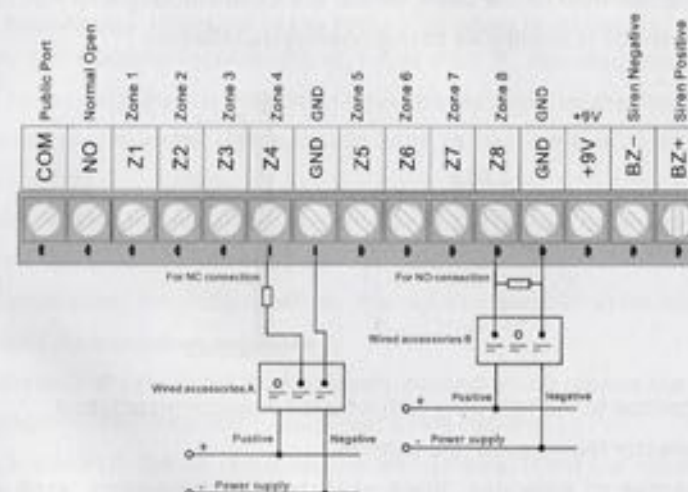 Public Port
Normal Open
Zone 1
Zone 2
Zone 3
Zone 4
GND
Zone 5
Zone 6
Zone 7
Zone 8
GND
+9V
Siren Negative
Siren Positive
COM
NO
Z1
Z2
Z3
Z4
GND
Z5
Z6
Z7
Z8
GND
+9V
BZ-
BZ+
For NC connection
For NO connection
Wired accessories B
Wired accessories A
Positive
Negative
+
- Power supply
Positive
Negative
+
Power supply